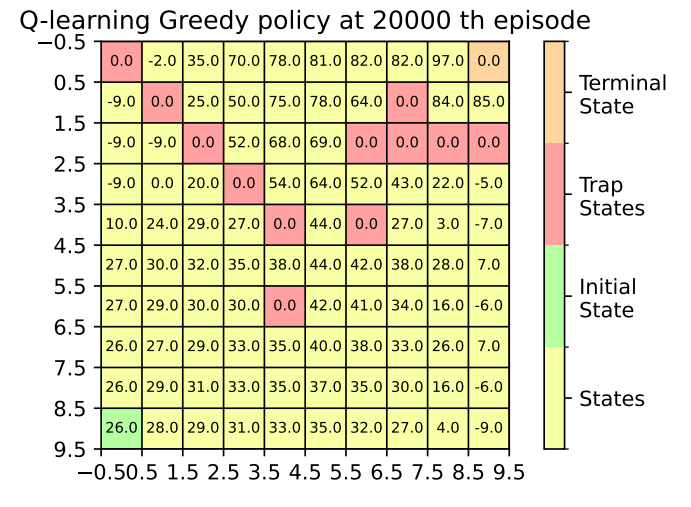 Q-learning Greedy policy at 20000 th episode
−0.5
0.0 -2.0 35.0 70.0 78.0 81.0 82.0 82.0 97.0 0.0
0.5
-9.0 0.0 25.0 50.0 75.0 78.0 64.0 0.0 84.0 85.0
1.5
-9.0 -9.0 0.0 52.0 68.0 69.0 0.0 0.0 0.0 0.0
2.5
-9.0 0.0 20.0 0.0 54.0 64.0 52.0 43.0 22.0 -5.0
3.5
10.0 24.0 29.0 27.0 0.0 44.0 0.0 27.0 3.0 -7.0
4.5
27.0 30.0 32.0 35.0 38.0 44.0 42.0 38.0 28.0 7.0
5.5
27.0 29.0 30.0 30.0 0.0 42.0 41.0 34.0 16.0 -6.0
6.5
26.0 27.0 29.0 33.0 35.0 40.0 38.0 33.0 26.0 7.0
7.5
26.0 29.0 31.0 33.0 35.0 37.0 35.0 30.0 16.0 -6.0
8.5
26.0 28.0 29.0 31.0 33.0 35.0 32.0 27.0 4.0 -9.0
9.5
−0.5 0.5 1.5 2.5 3.5 4.5 5.5 6.5 7.5 8.5 9.5
Terminal
State
Trap
States
Initial
State
States